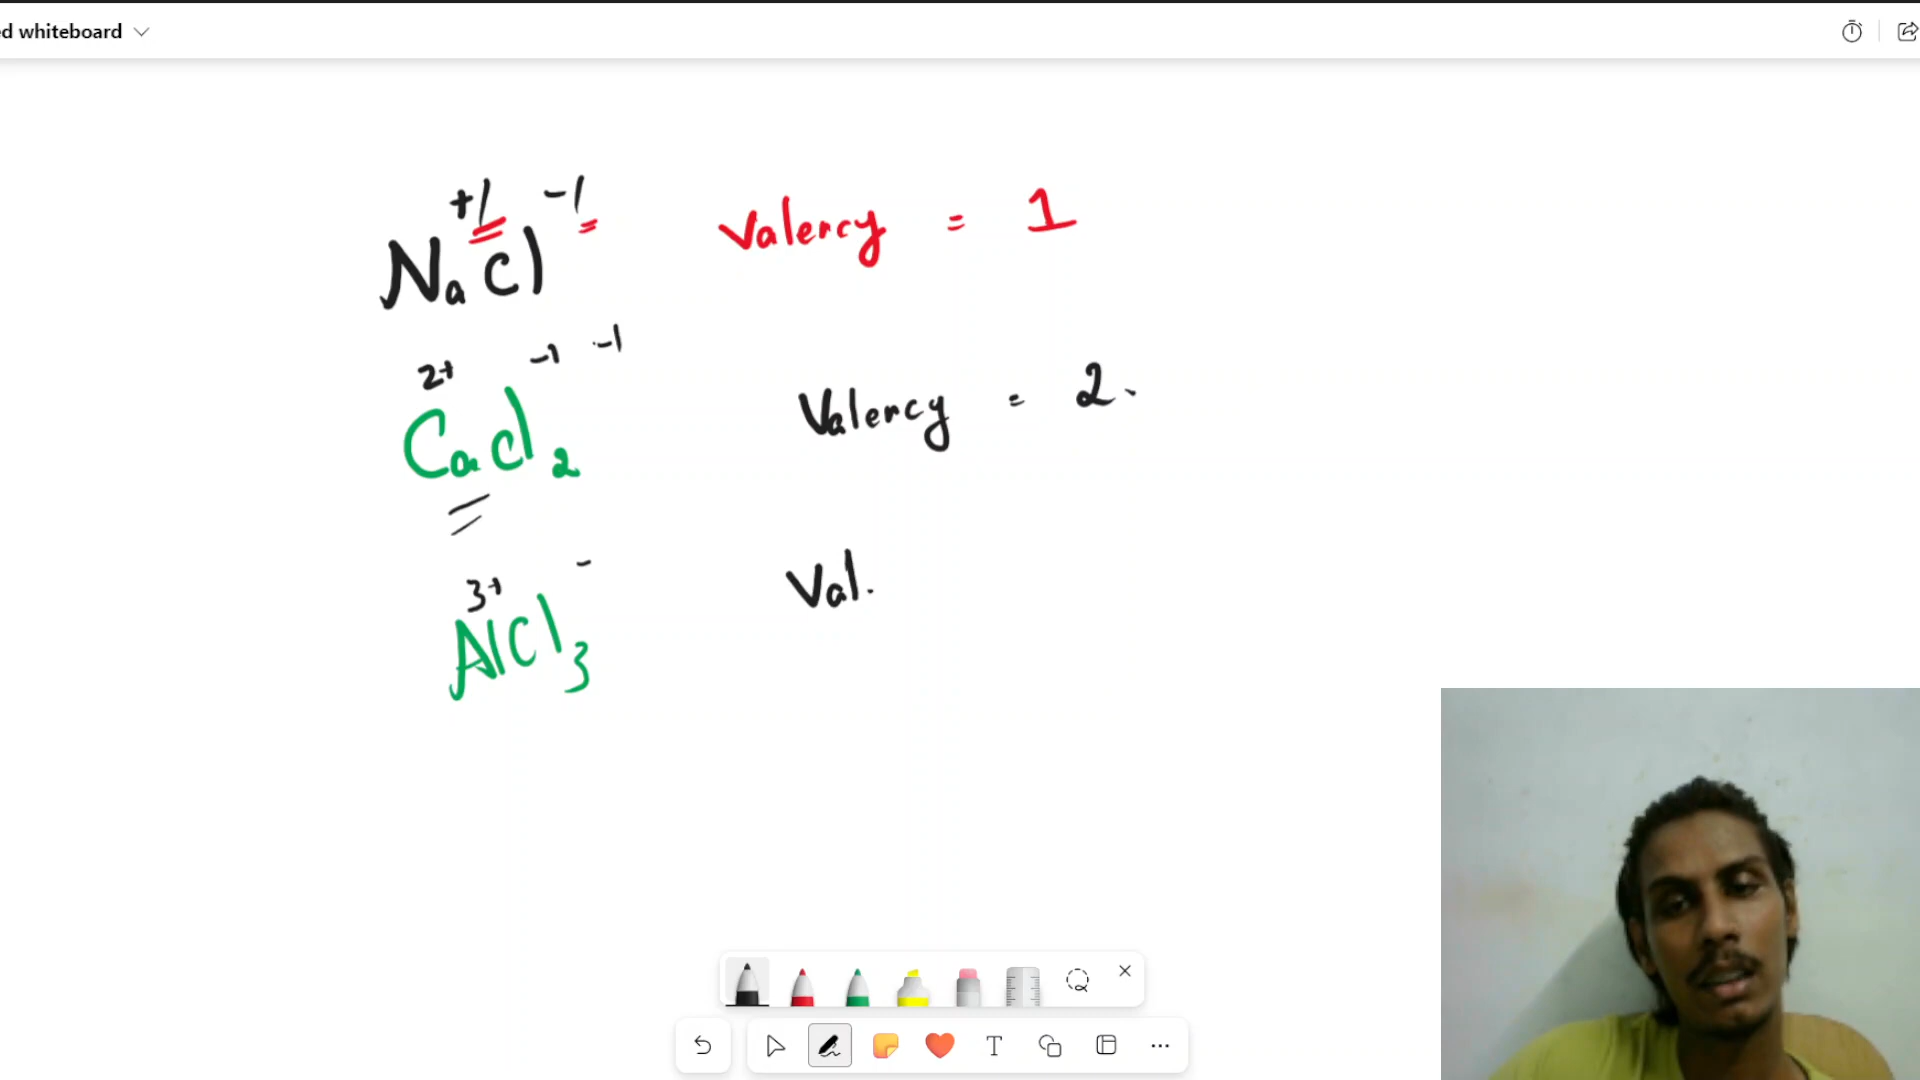 d whiteboard
+1 -1
NaCl Valency = 1
2+ -1 -1
CaCl2 Valency = 2.
3+ -
AlCl3 Val.
T